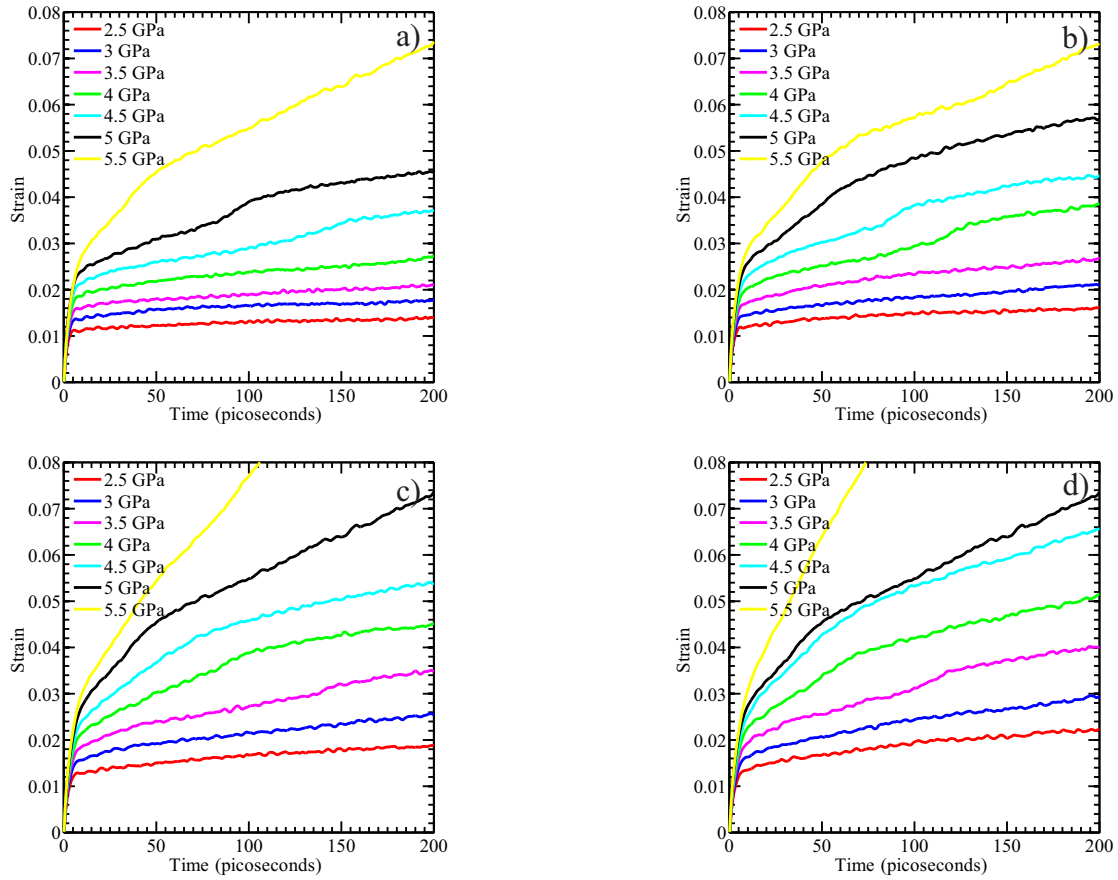 a)
0.08
0.07
0.06
0.05
0.04
0.03
0.02
0.01
0
Strain
2.5 GPa
3 GPa
3.5 GPa
4 GPa
4.5 GPa
5 GPa
5.5 GPa
0 50 100 150 200
Time (picoseconds)
b)
0.08
0.07
0.06
0.05
0.04
0.03
0.02
0.01
0
Strain
2.5 GPa
3 GPa
3.5 GPa
4 GPa
4.5 GPa
5 GPa
5.5 GPa
0 50 100 150 200
Time (picoseconds)
c)
0.08
0.07
0.06
0.05
0.04
0.03
0.02
0.01
0
Strain
2.5 GPa
3 GPa
3.5 GPa
4 GPa
4.5 GPa
5 GPa
5.5 GPa
0 50 100 150 200
Time (picoseconds)
d)
0.08
0.07
0.06
0.05
0.04
0.03
0.02
0.01
0
Strain
2.5 GPa
3 GPa
3.5 GPa
4 GPa
4.5 GPa
5 GPa
5.5 GPa
0 50 100 150 200
Time (picoseconds)